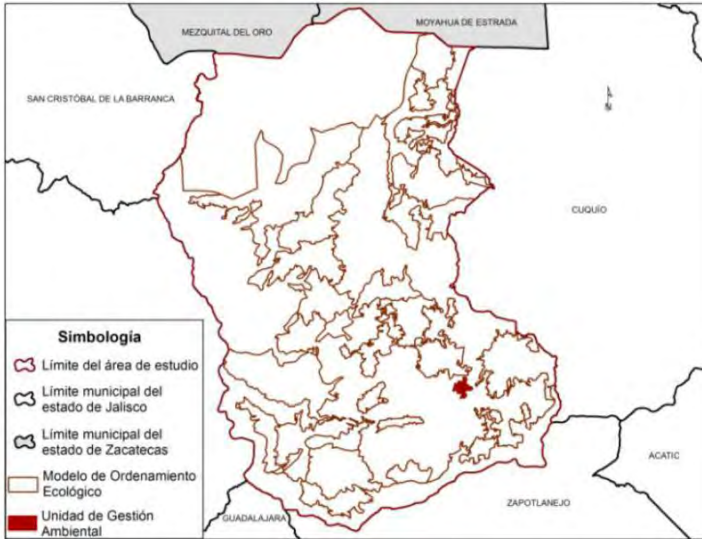 MEZQUITAL DEL ORO
MOYAHUA DE ESTRADA
SAN CRISTÓBAL DE LA BARRANCA
CUQUÍO
Simbología
Límite del área de estudio
Límite municipal del
estado de Jalisco
Límite municipal del
estado de Zacatecas
Modelo de Ordenamiento
Ecológico
Unidad de Gestión
Ambiental
GUADALAJARA
ZAPOTLANEJO
ACATIC